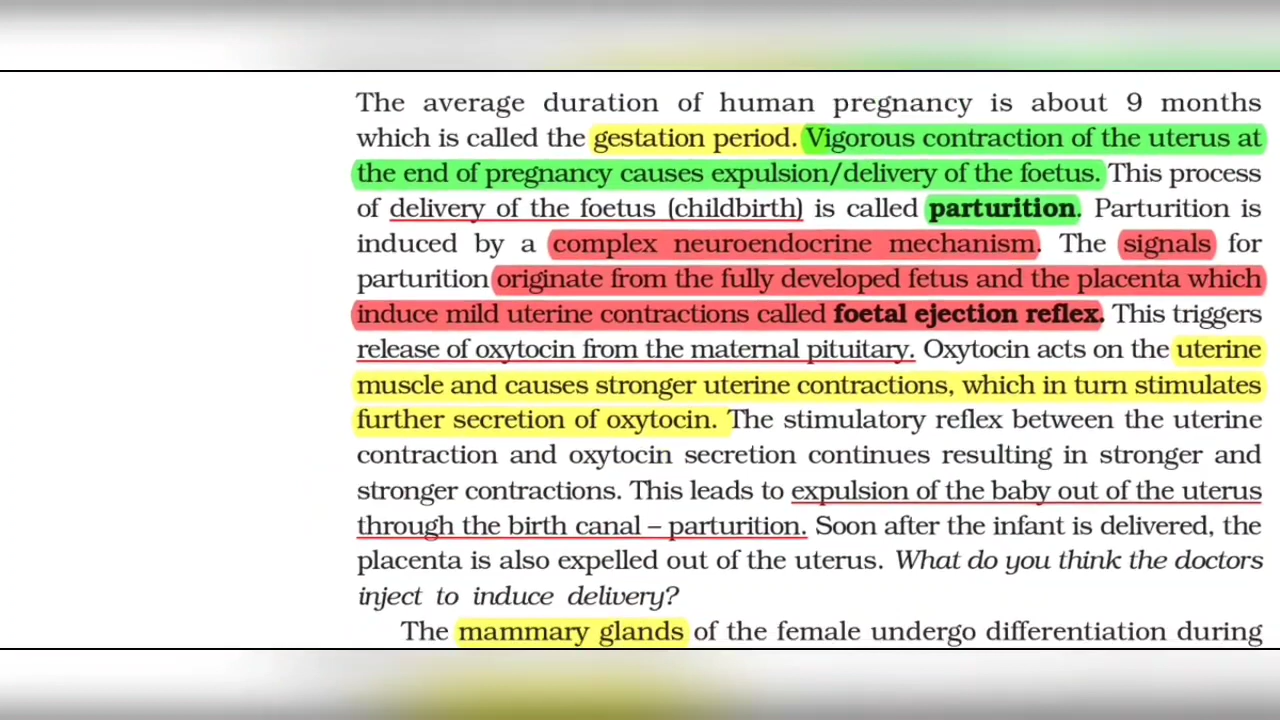 The average duration of human pregnancy is about 9 months
which is called the gestation period. Vigorous contraction of the uterus at
the end of pregnancy causes expulsion/delivery of the foetus. This process
of delivery of the foetus (childbirth) is called parturition. Parturition is
induced by a complex neuroendocrine mechanism. The signals for
parturition originate from the fully developed fetus and the placenta which
induce mild uterine contractions called foetal ejection reflex. This triggers
release of oxytocin from the maternal pituitary. Oxytocin acts on the uterine
muscle and causes stronger uterine contractions, which in turn stimulates
further secretion of oxytocin. The stimulatory reflex between the uterine
contraction and oxytocin secretion continues resulting in stronger and
stronger contractions. This leads to expulsion of the baby out of the uterus
through the birth canal – parturition. Soon after the infant is delivered, the
placenta is also expelled out of the uterus. What do you think the doctors
inject to induce delivery?
The mammary glands of the female undergo differentiation during